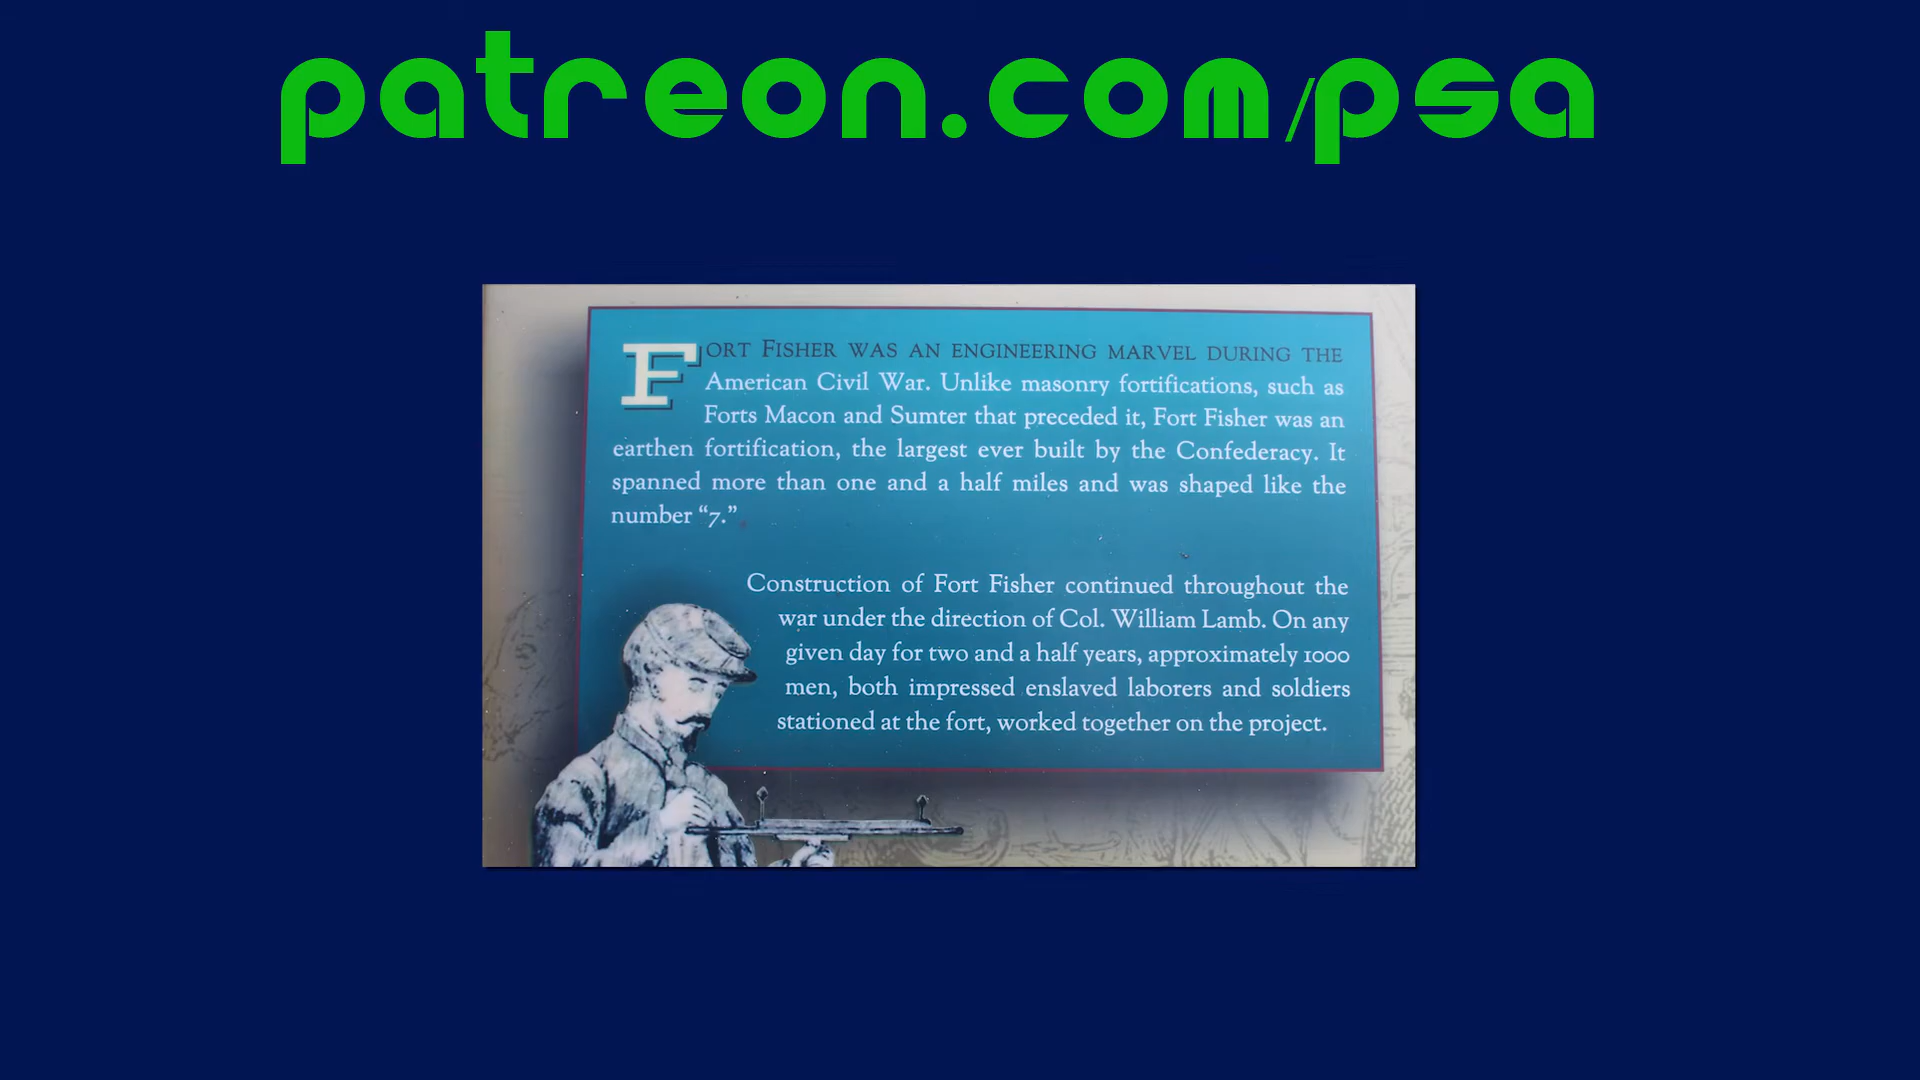 patreon.com/psa
FORT FISHER WAS AN ENGINEERING MARVEL DURING THE
American Civil War. Unlike masonry fortifications, such as
Forts Macon and Sumter that preceded it, Fort Fisher was an
earthen fortification, the largest ever built by the Confederacy. It
spanned more than one and a half miles and was shaped like the
number “7.”
Construction of Fort Fisher continued throughout the
war under the direction of Col. William Lamb. On any
given day for two and a half years, approximately 1000
men, both impressed enslaved laborers and soldiers
stationed at the fort, worked together on the project.